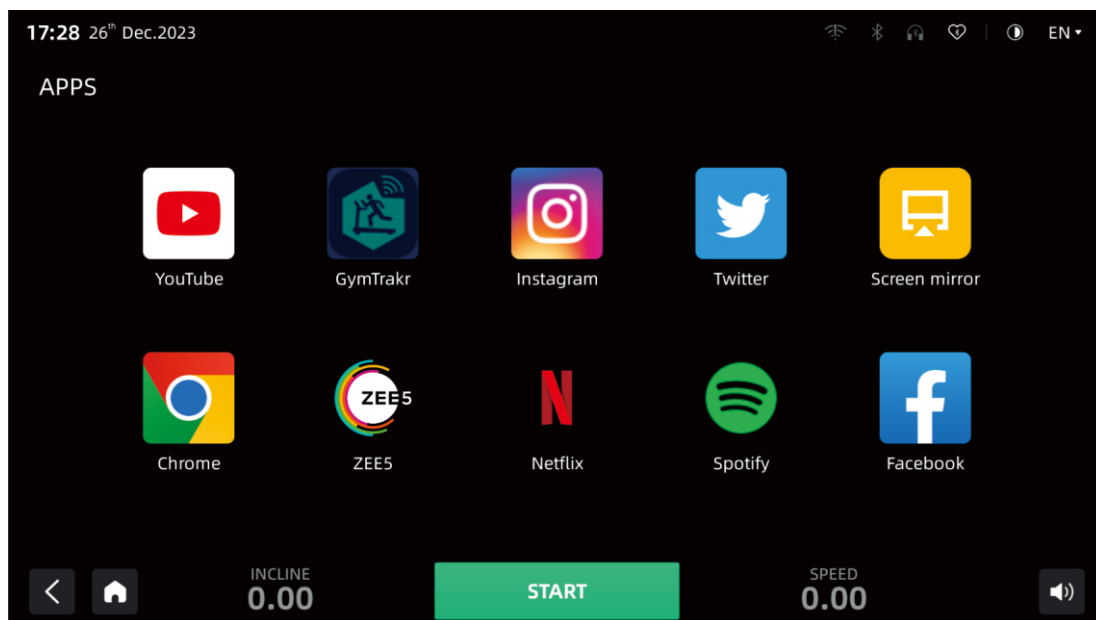 17:28 26th Dec.2023
EN
APPS
YouTube
GymTrakr
Instagram
Twitter
Screen mirror
ZEE5
Chrome
ZEE5
Netflix
Spotify
Facebook
INCLINE
0.00
START
SPEED
0.00